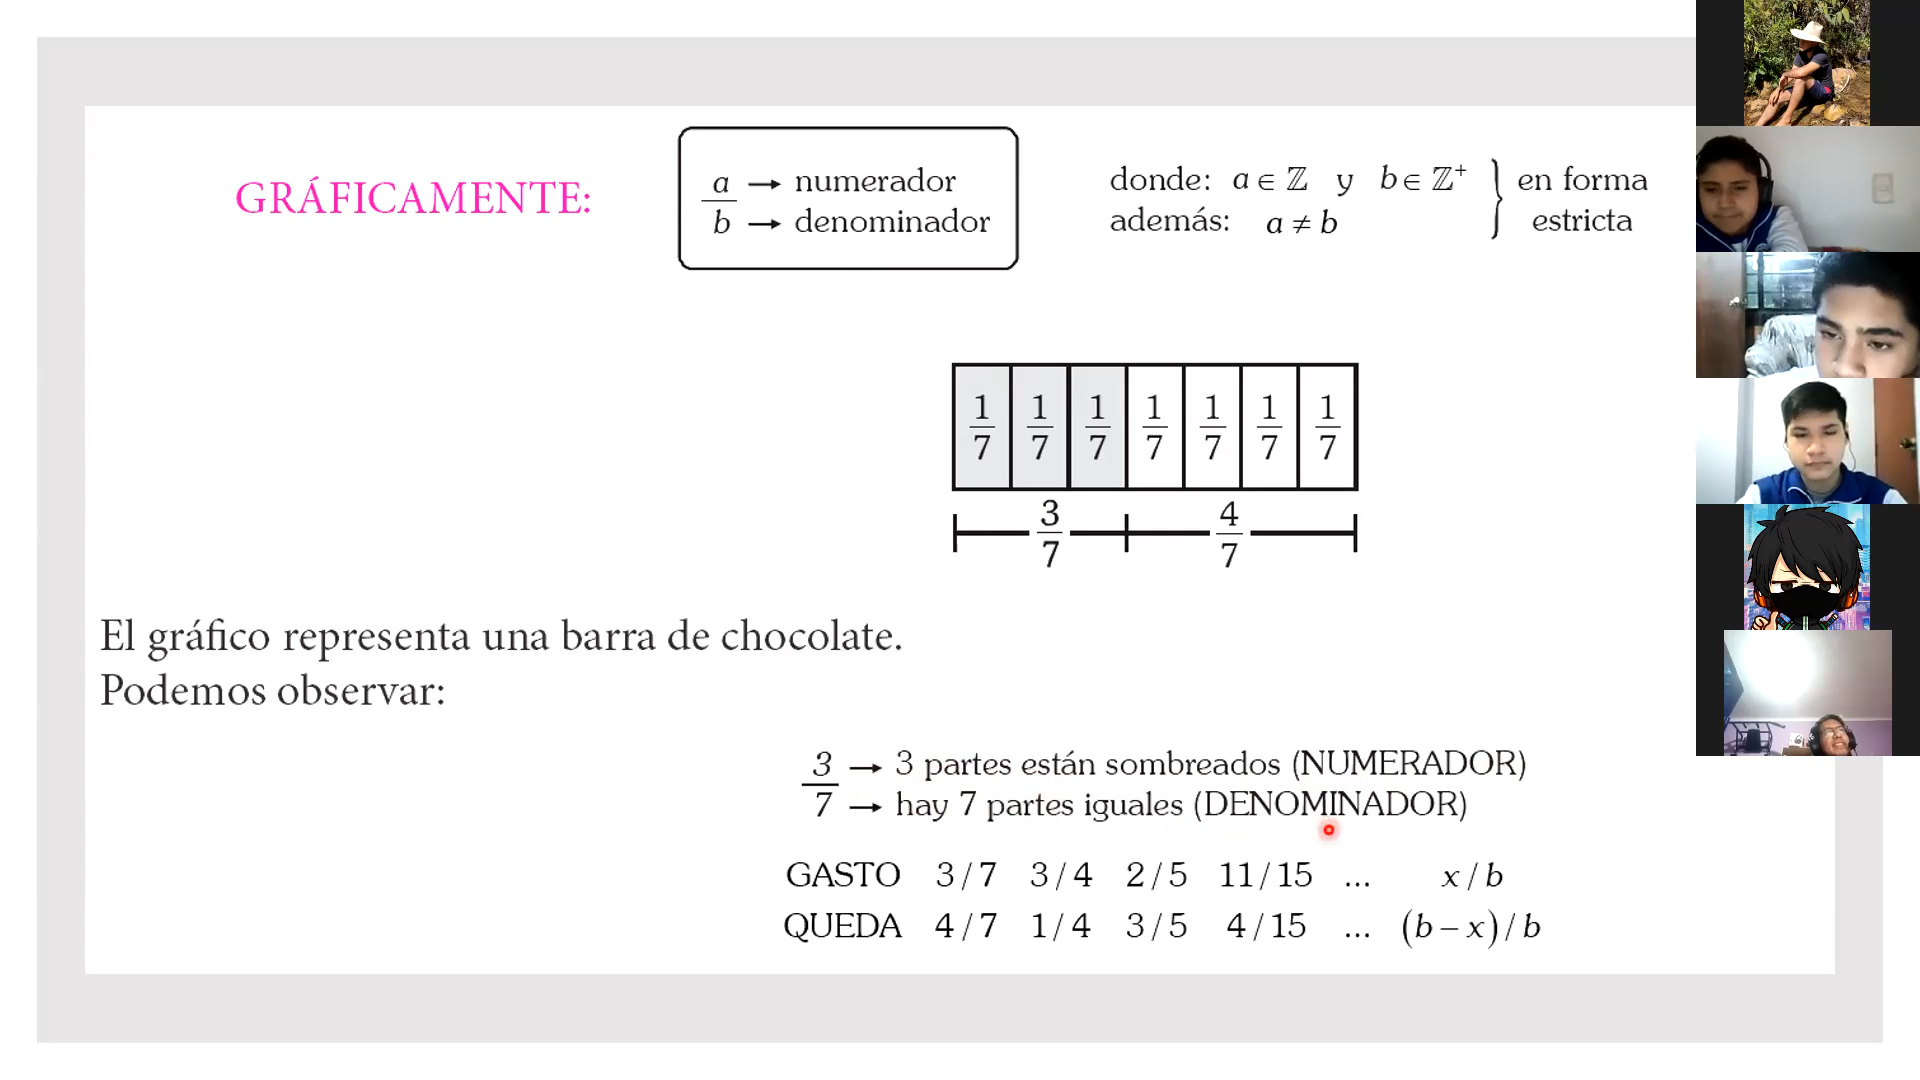 GRÁFICAMENTE:
a → numerador
b → denominador
donde: a ∈ ℤ y b ∈ ℤ⁺
además: a ≠ b
} en forma
estricta
1/7 1/7 1/7 1/7 1/7 1/7 1/7
3/7 4/7
El gráfico representa una barra de chocolate.
Podemos observar:
3 → 3 partes están sombreados (NUMERADOR)
7 → hay 7 partes iguales (DENOMINADOR)
GASTO 3/7 3/4 2/5 11/15 ... x/b
QUEDA 4/7 1/4 3/5 4/15 ... (b – x)/b